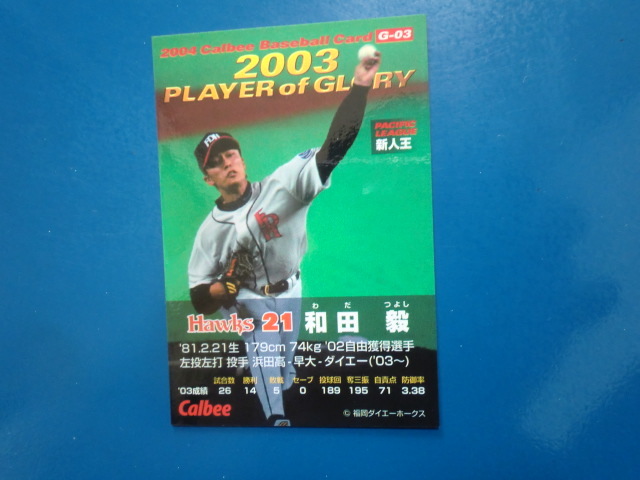 2004 Calbee Baseball Card G-03
2003
PLAYER of GLORY
PACIFIC
LEAGUE
新人王
わ だ つよし
Hawks 21 和田 毅
'81.2.21生 179cm 74kg '02自由獲得選手
左投左打 投手 浜田高-早大-ダイエー('03〜)
試合数 勝利 敗戦 セーブ 投球回 奪三振 自責点 防御率
'03成績 26 14 5 0 189 195 71 3.38
Calbee
© 福岡ダイエーホークス